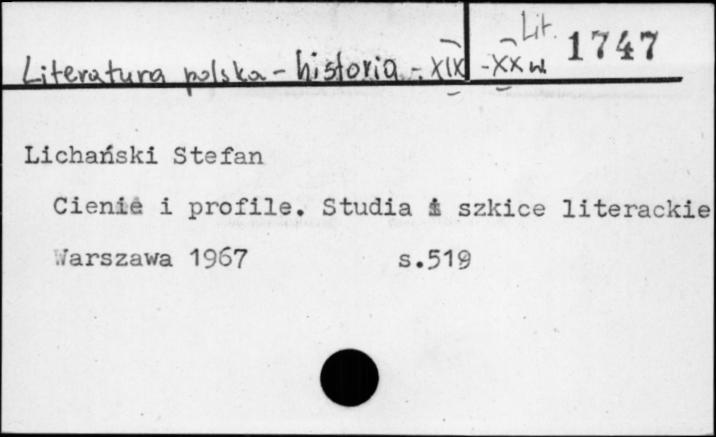 Lit. 1747
Literatura polska - historia - XIX - XX w.
Lichański Stefan
Cienie i profile. Studia i szkice literackie
Warszawa 1967 s.519